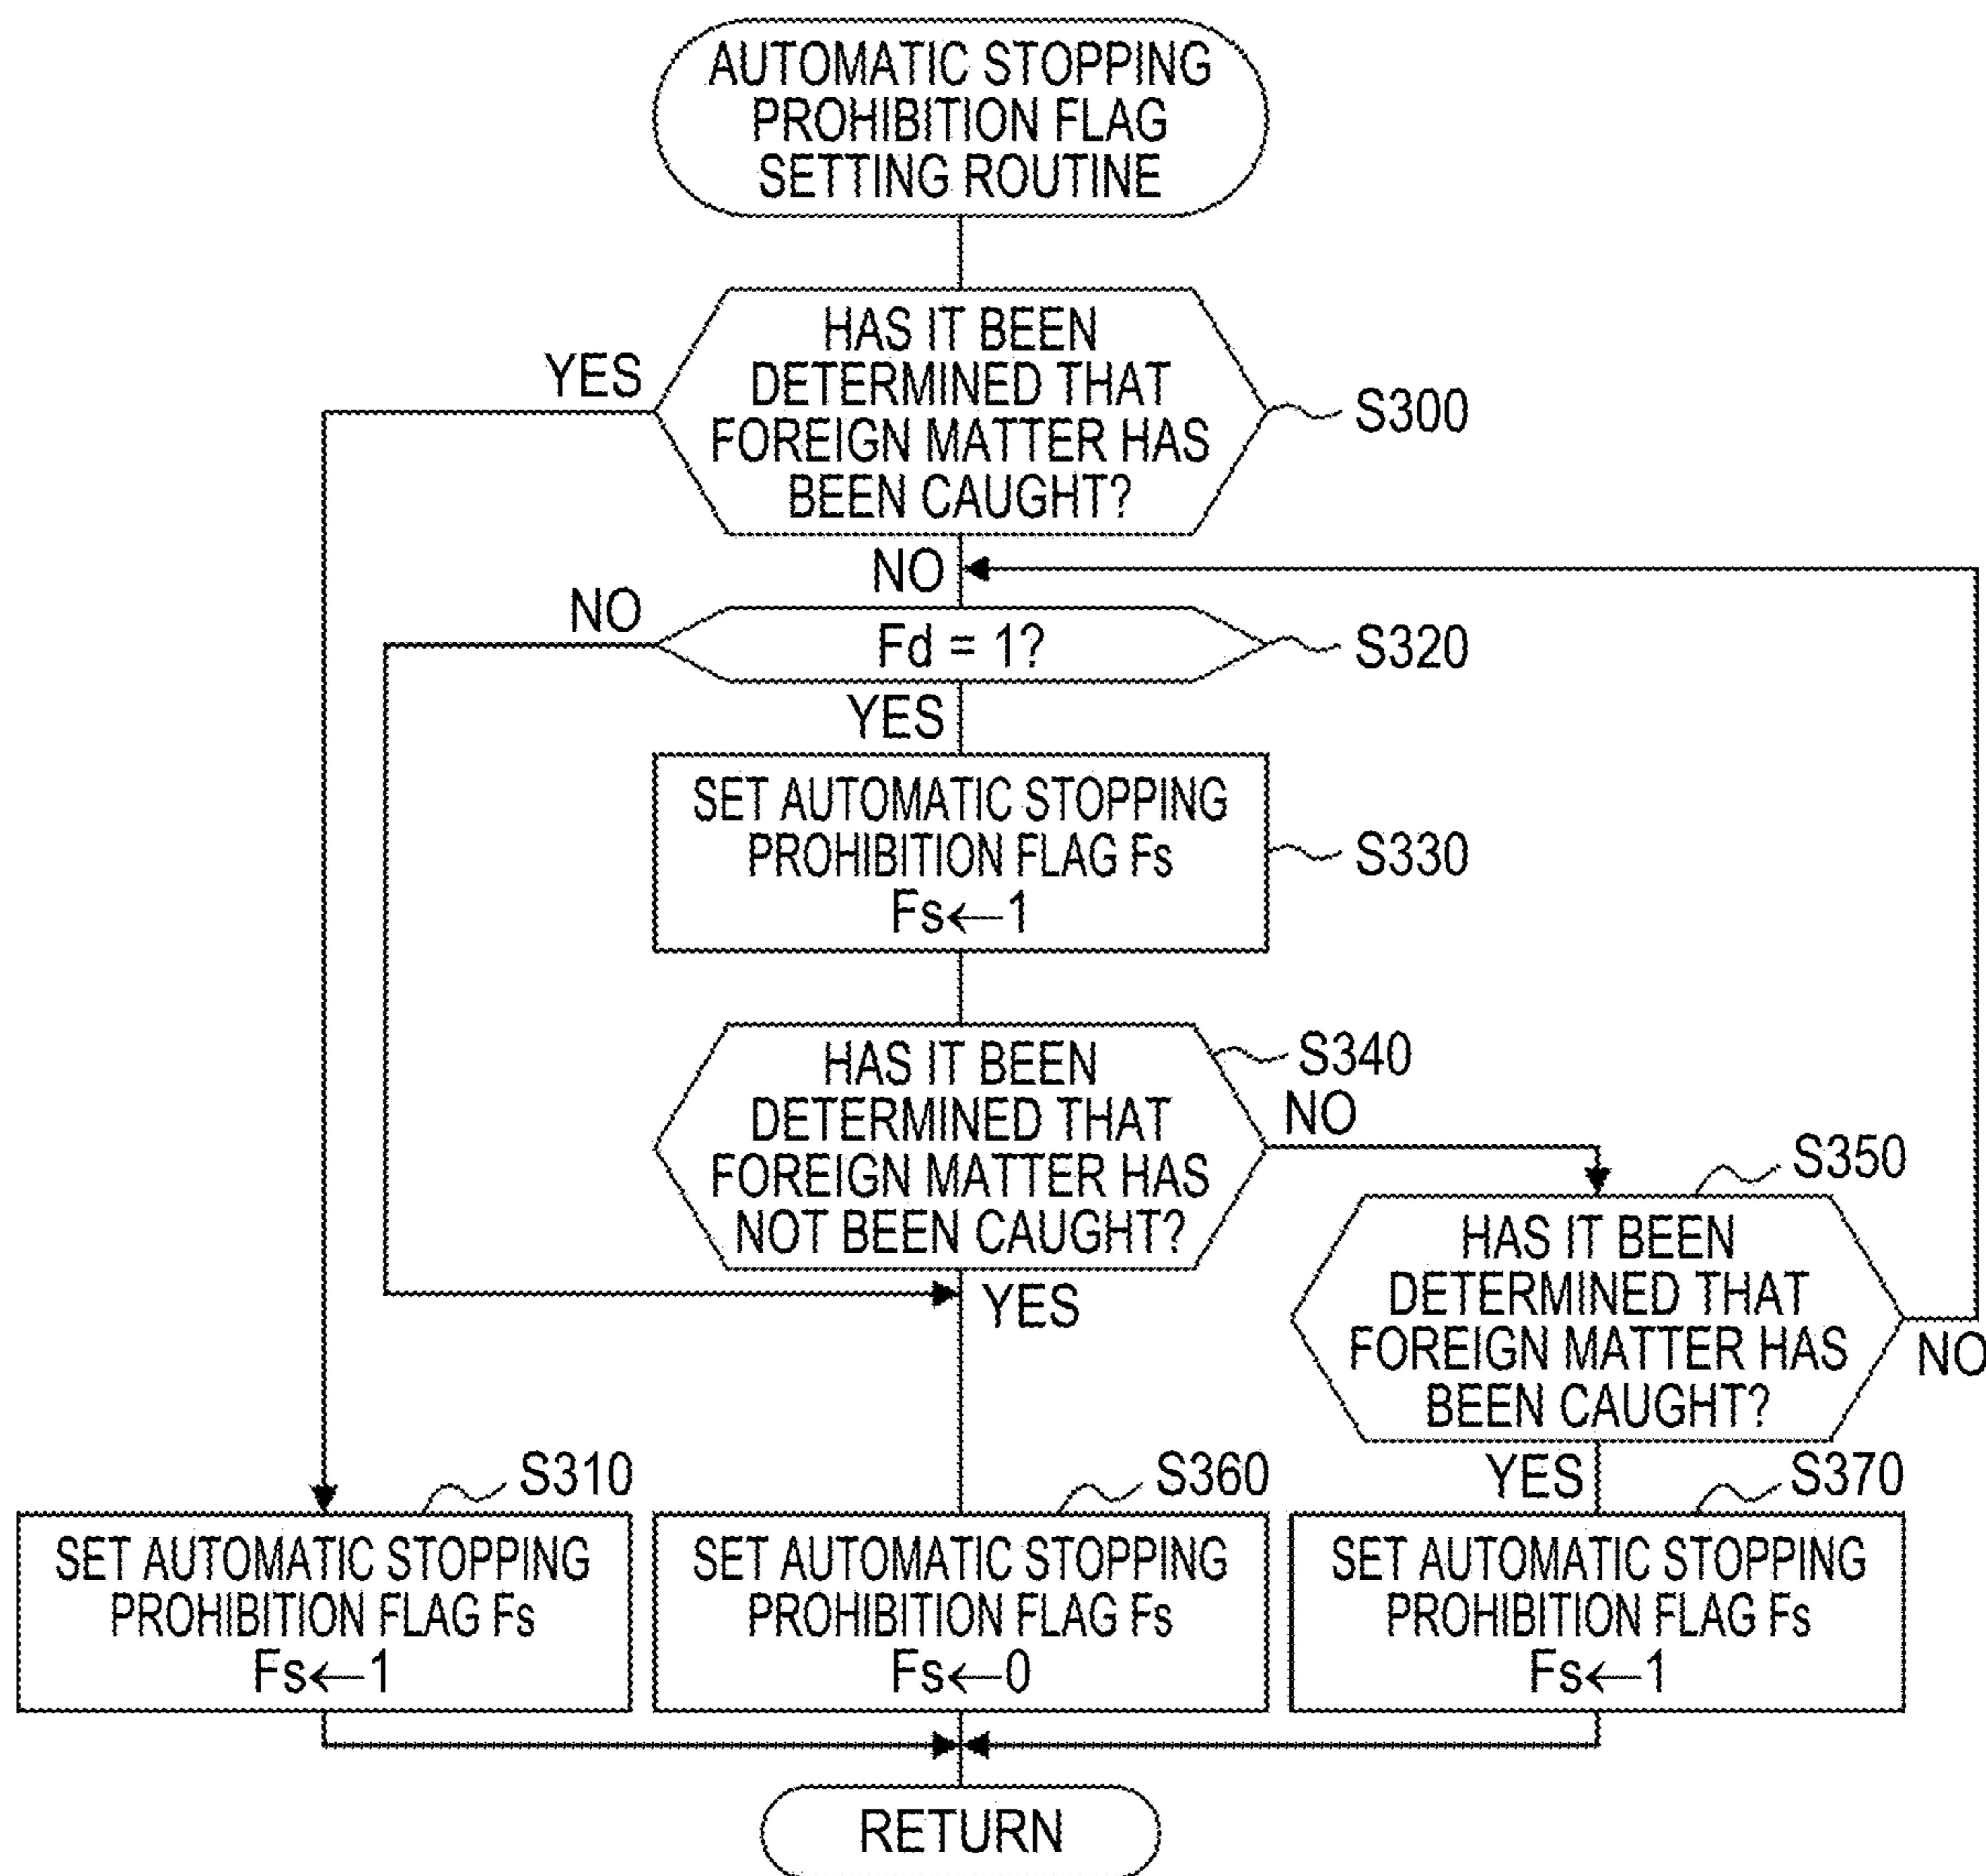 AUTOMATIC STOPPING
PROHIBITION FLAG
SETTING ROUTINE
HAS IT BEEN
DETERMINED THAT
FOREIGN MATTER HAS
BEEN CAUGHT?
YES
S300
NO
NO
Fd = 1?
S320
YES
SET AUTOMATIC STOPPING
PROHIBITION FLAG Fs
Fs←1
S330
HAS IT BEEN
DETERMINED THAT
FOREIGN MATTER HAS
NOT BEEN CAUGHT?
S340
NO
YES
S350
HAS IT BEEN
DETERMINED THAT
FOREIGN MATTER HAS
BEEN CAUGHT?
NO
YES
S310
SET AUTOMATIC STOPPING
PROHIBITION FLAG Fs
Fs←1
S360
SET AUTOMATIC STOPPING
PROHIBITION FLAG Fs
Fs←0
S370
SET AUTOMATIC STOPPING
PROHIBITION FLAG Fs
Fs←1
RETURN